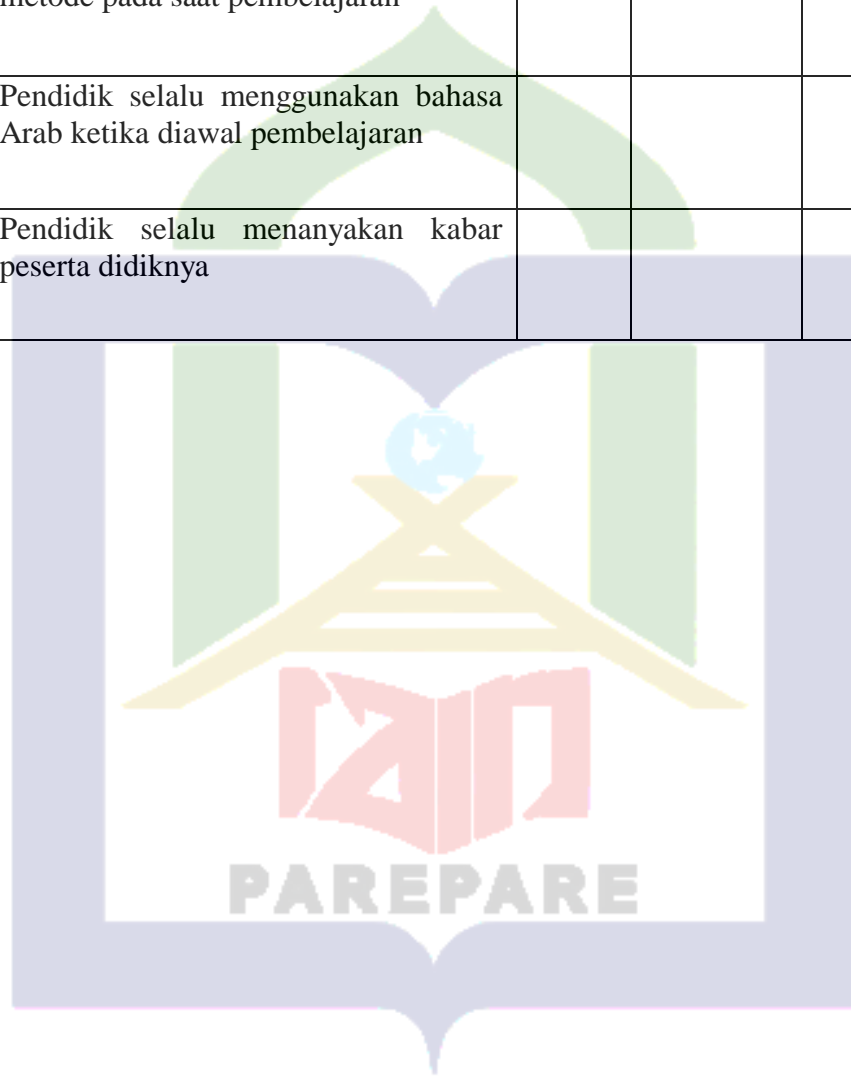 metode pada saat pembelajaran
Pendidik selalu menggunakan bahasa
Arab ketika diawal pembelajaran
Pendidik selalu menanyakan kabar
peserta didiknya
iain
PAREPARE